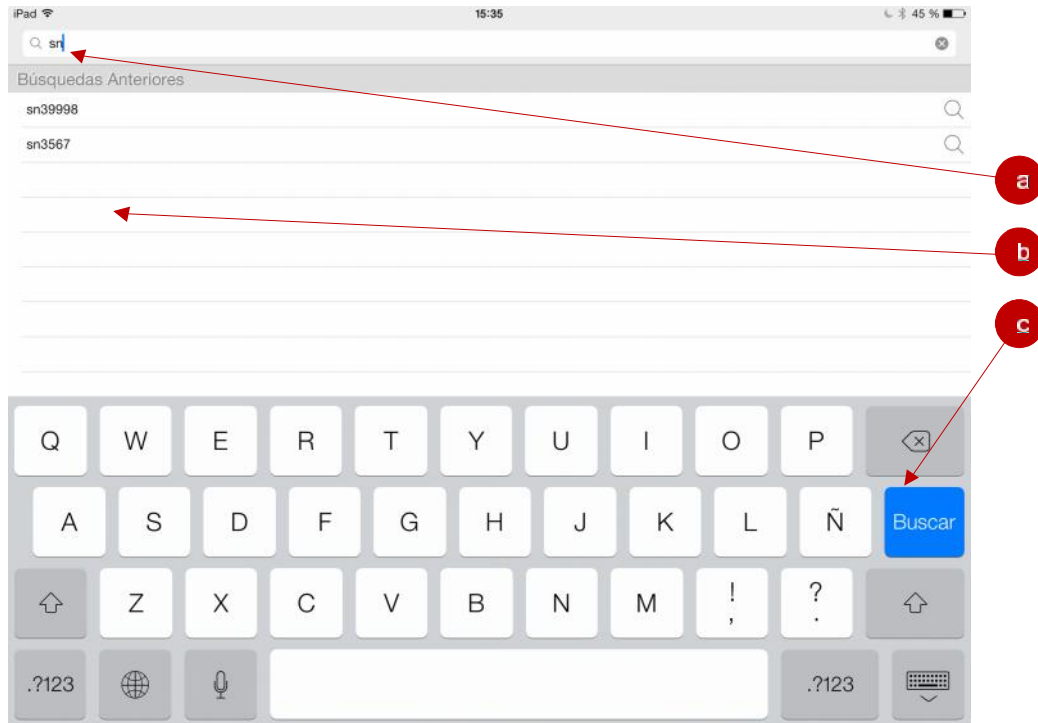 iPad 15:35 45 %
sn
Búsquedas Anteriores
sn39998
sn3567
a
b
c
Q W E R T Y U I O P
A S D F G H J K L Ñ Buscar
Z X C V B N M ! , ? .
.?123 .?123